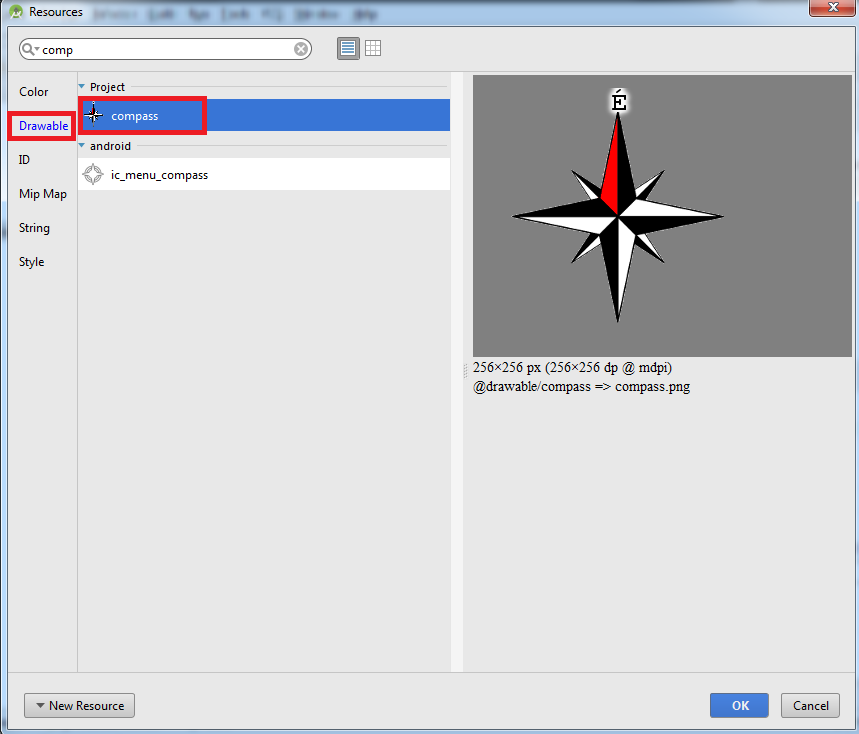 Resources
comp
Color
Drawable
ID
Mip Map
String
Style
Project
compass
android
ic_menu_compass
É
256×256 px (256×256 dp @ mdpi)
@drawable/compass => compass.png
New Resource
OK
Cancel